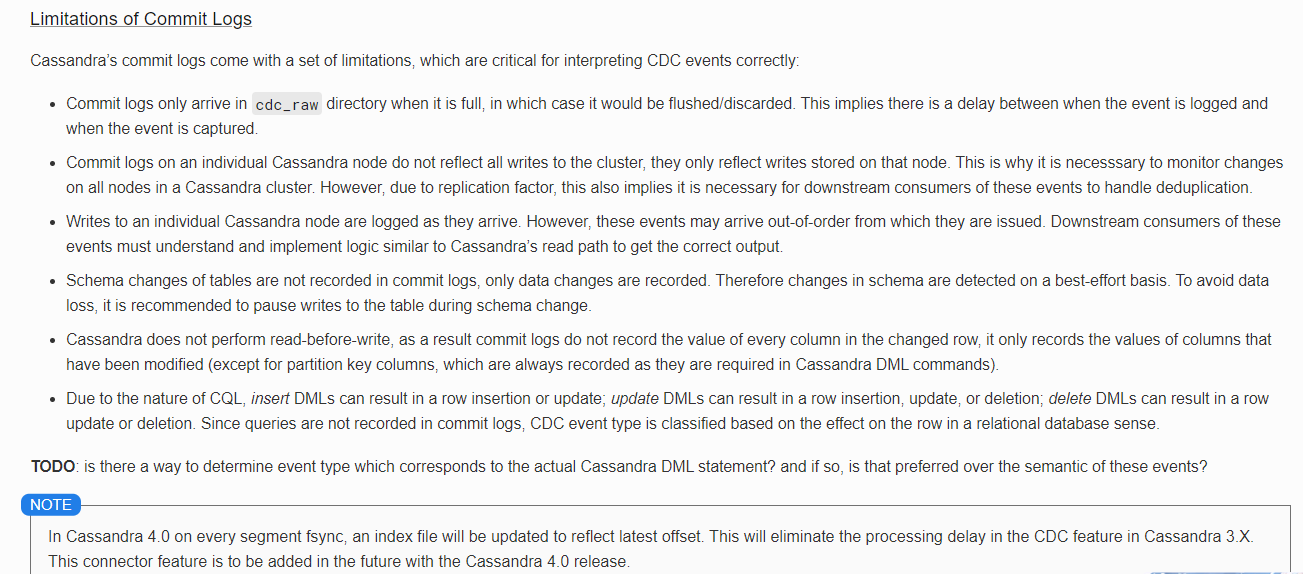 Limitations of Commit Logs
Cassandra's commit logs come with a set of limitations, which are critical for interpreting CDC events correctly:
• Commit logs only arrive in cdc_raw directory when it is full, in which case it would be flushed/discarded. This implies there is a delay between when the event is logged and
when the event is captured.
• Commit logs on an individual Cassandra node do not reflect all writes to the cluster, they only reflect writes stored on that node. This is why it is necesssary to monitor changes
on all nodes in a Cassandra cluster. However, due to replication factor, this also implies it is necessary for downstream consumers of these events to handle deduplication.
• Writes to an individual Cassandra node are logged as they arrive. However, these events may arrive out-of-order from which they are issued. Downstream consumers of these
events must understand and implement logic similar to Cassandra's read path to get the correct output.
• Schema changes of tables are not recorded in commit logs, only data changes are recorded. Therefore changes in schema are detected on a best-effort basis. To avoid data
loss, it is recommended to pause writes to the table during schema change.
• Cassandra does not perform read-before-write, as a result commit logs do not record the value of every column in the changed row, it only records the values of columns that
have been modified (except for partition key columns, which are always recorded as they are required in Cassandra DML commands).
• Due to the nature of CQL, insert DMLs can result in a row insertion or update; update DMLs can result in a row insertion, update, or deletion; delete DMLs can result in a row
update or deletion. Since queries are not recorded in commit logs, CDC event type is classified based on the effect on the row in a relational database sense.
TODO: is there a way to determine event type which corresponds to the actual Cassandra DML statement? and if so, is that preferred over the semantic of these events?
NOTE
In Cassandra 4.0 on every segment fsync, an index file will be updated to reflect latest offset. This will eliminate the processing delay in the CDC feature in Cassandra 3.X.
This connector feature is to be added in the future with the Cassandra 4.0 release.